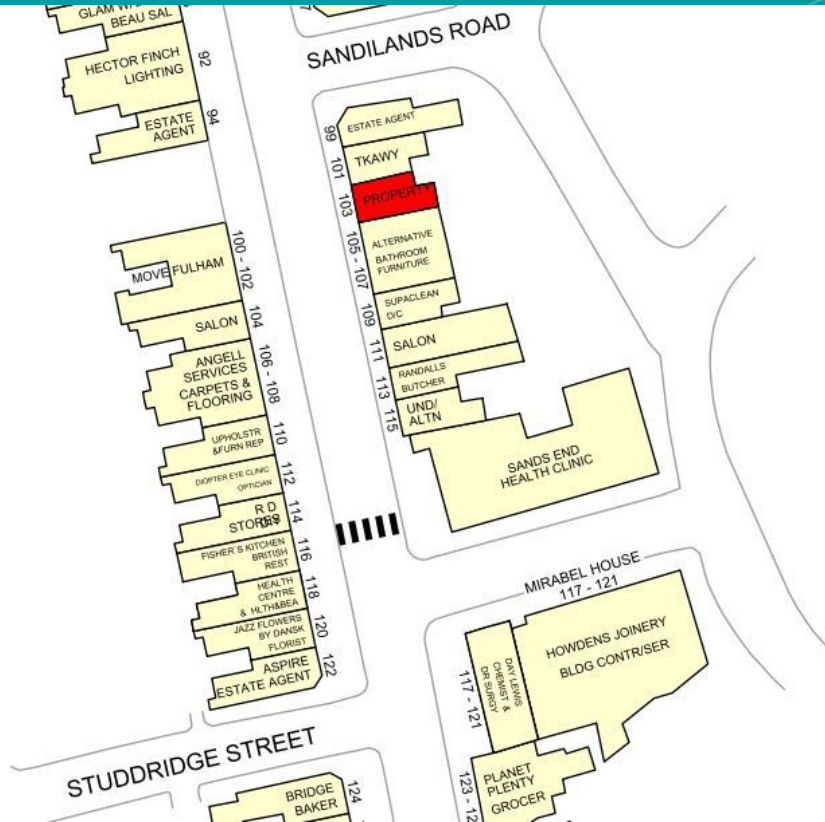 GLAM
BEAU SAL
92
HECTOR FINCH
LIGHTING
94
ESTATE
AGENT
SANDILANDS ROAD
99
ESTATE AGENT
101
TKAWY
103
PROPERTY
105 - 107
ALTERNATIVE
BATHROOM
FURNITURE
109
SUPACLEAN
D/C
111
SALON
113
RANDALLS
BUTCHER
115
UND/
ALTN
SANDS END
HEALTH CLINIC
100 - 102
MOVE FULHAM
104
SALON
106 - 108
ANGELL
SERVICES
CARPETS &
FLOORING
110
UPHOLSTR
&FURN REP
112
DIOPTER EYE CLINIC
OPTICIAN
114
R D
STORES
116
FISHER'S KITCHEN
BRITISH
REST
118
HEALTH
CENTRE
& HLTH&BEA
120
JAZZ FLOWERS
BY DANSK
FLORIST
122
ASPIRE
ESTATE AGENT
MIRABEL HOUSE
117 - 121
HOWDENS JOINERY
BLDG CONTR/SER
117 - 121
DAY LEWIS
CHEMIST &
DR SURGY
STUDDRIDGE STREET
124
BRIDGE
BAKER
PLANET
PLENTY
GROCER